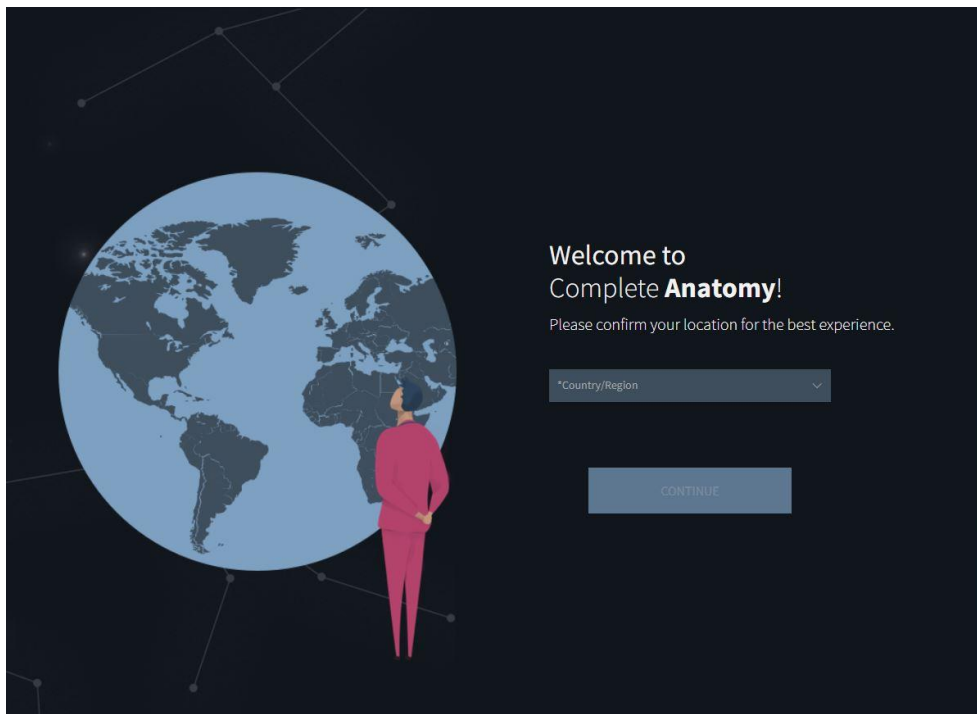 Welcome to
Complete Anatomy!
Please confirm your location for the best experience.
*Country/Region
CONTINUE